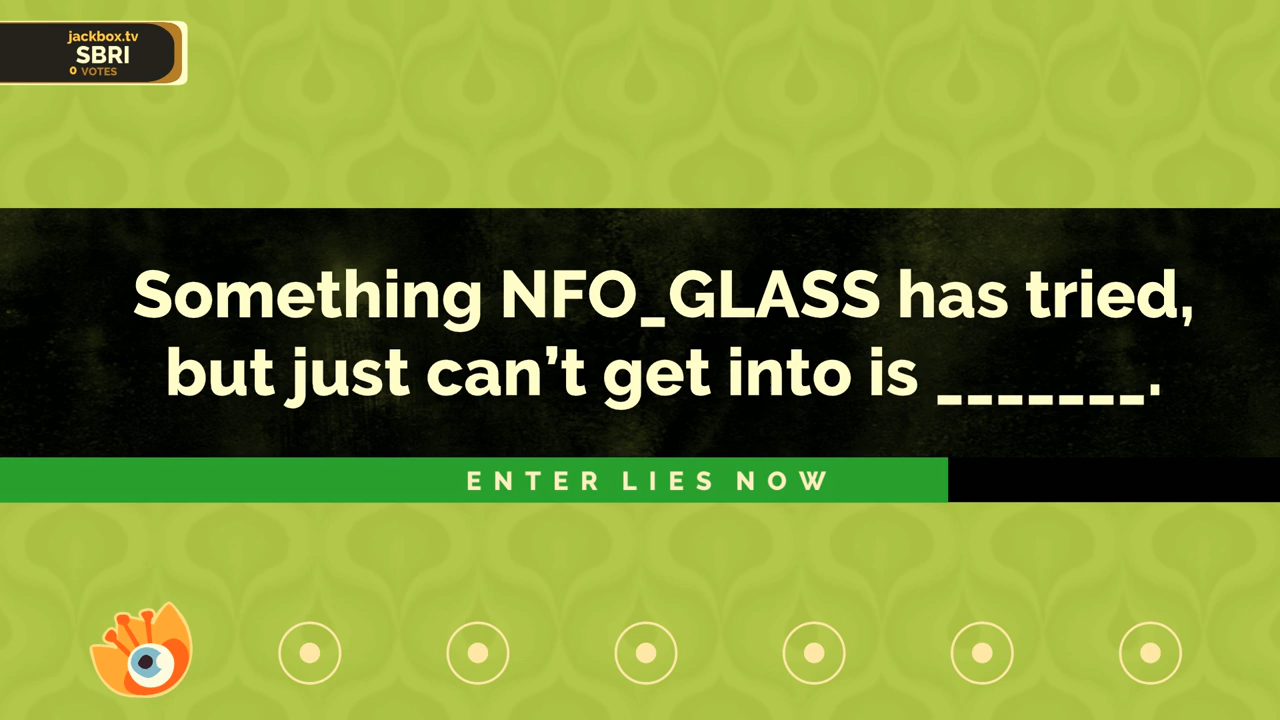 jackbox.tv
SBRI
0 VOTES
Something NFO_GLASS has tried,
but just can’t get into is _______.
ENTER LIES NOW